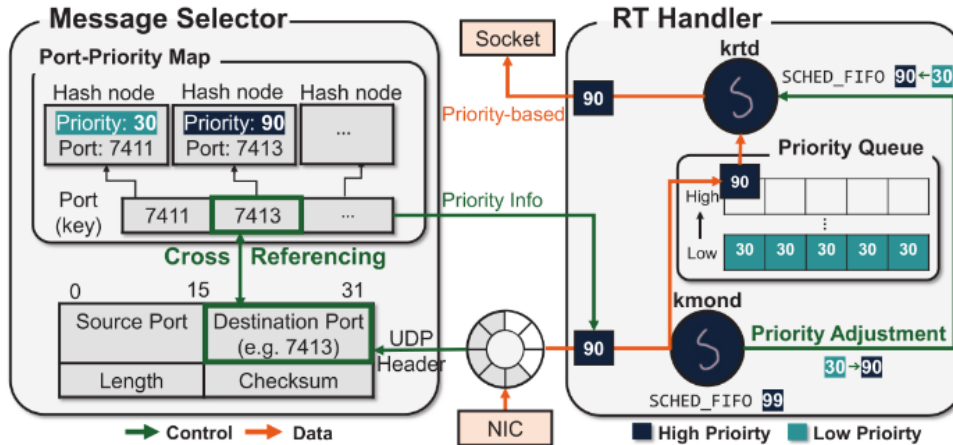 Message Selector
Port-Priority Map
Hash node
Hash node
Hash node
Priority: 30
Port: 7411
Priority: 90
Port: 7413
...
Port
(key)
7411
7413
...
Cross Referencing
0
15
31
Source Port
Destination Port
(e.g. 7413)
Length
Checksum
UDP
Header
Control
Data
Socket
Priority-based
Priority Info
NIC
RT Handler
krtd
90
SCHED_FIFO 90←30
Priority Queue
90
High
Low
...
30 30 30 30 30
kmond
90
Priority Adjustment
30→90
SCHED_FIFO 99
High Prioirty
Low Prioirty